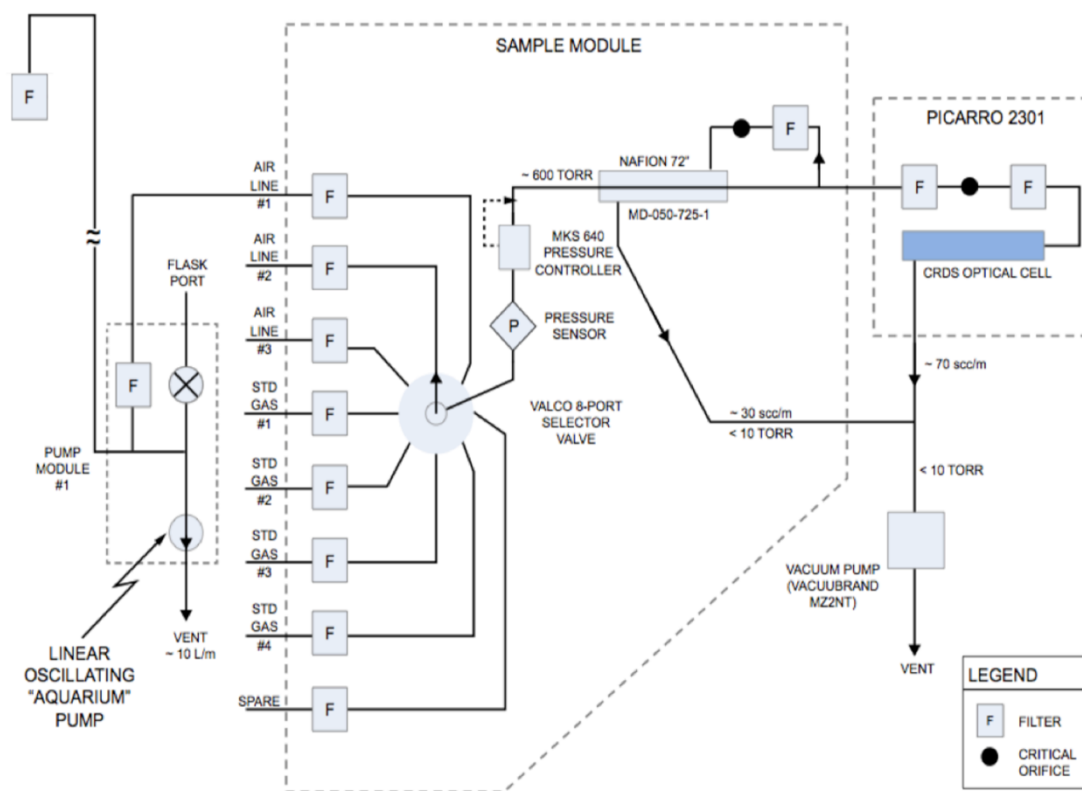 SAMPLE MODULE
F
PICARRO 2301
F
NAFION 72"
~ 600 TORR
MD-050-725-1
F
F
AIR
LINE
#1
F
MKS 640
PRESSURE
CONTROLLER
CRDS OPTICAL CELL
AIR
LINE
#2
F
FLASK
PORT
P
PRESSURE
SENSOR
AIR
LINE
#3
F
F
~ 70 scc/m
STD
GAS
#1
F
VALCO 8-PORT
SELECTOR
VALVE
~ 30 scc/m
< 10 TORR
PUMP
MODULE
#1
STD
GAS
#2
F
< 10 TORR
STD
GAS
#3
F
VACUUM PUMP
(VACUUBRAND
MZ2NT)
VENT
~ 10 L/m
STD
GAS
#4
F
LINEAR
OSCILLATING
"AQUARIUM"
PUMP
SPARE
F
VENT
LEGEND
F
FILTER
CRITICAL
ORIFICE